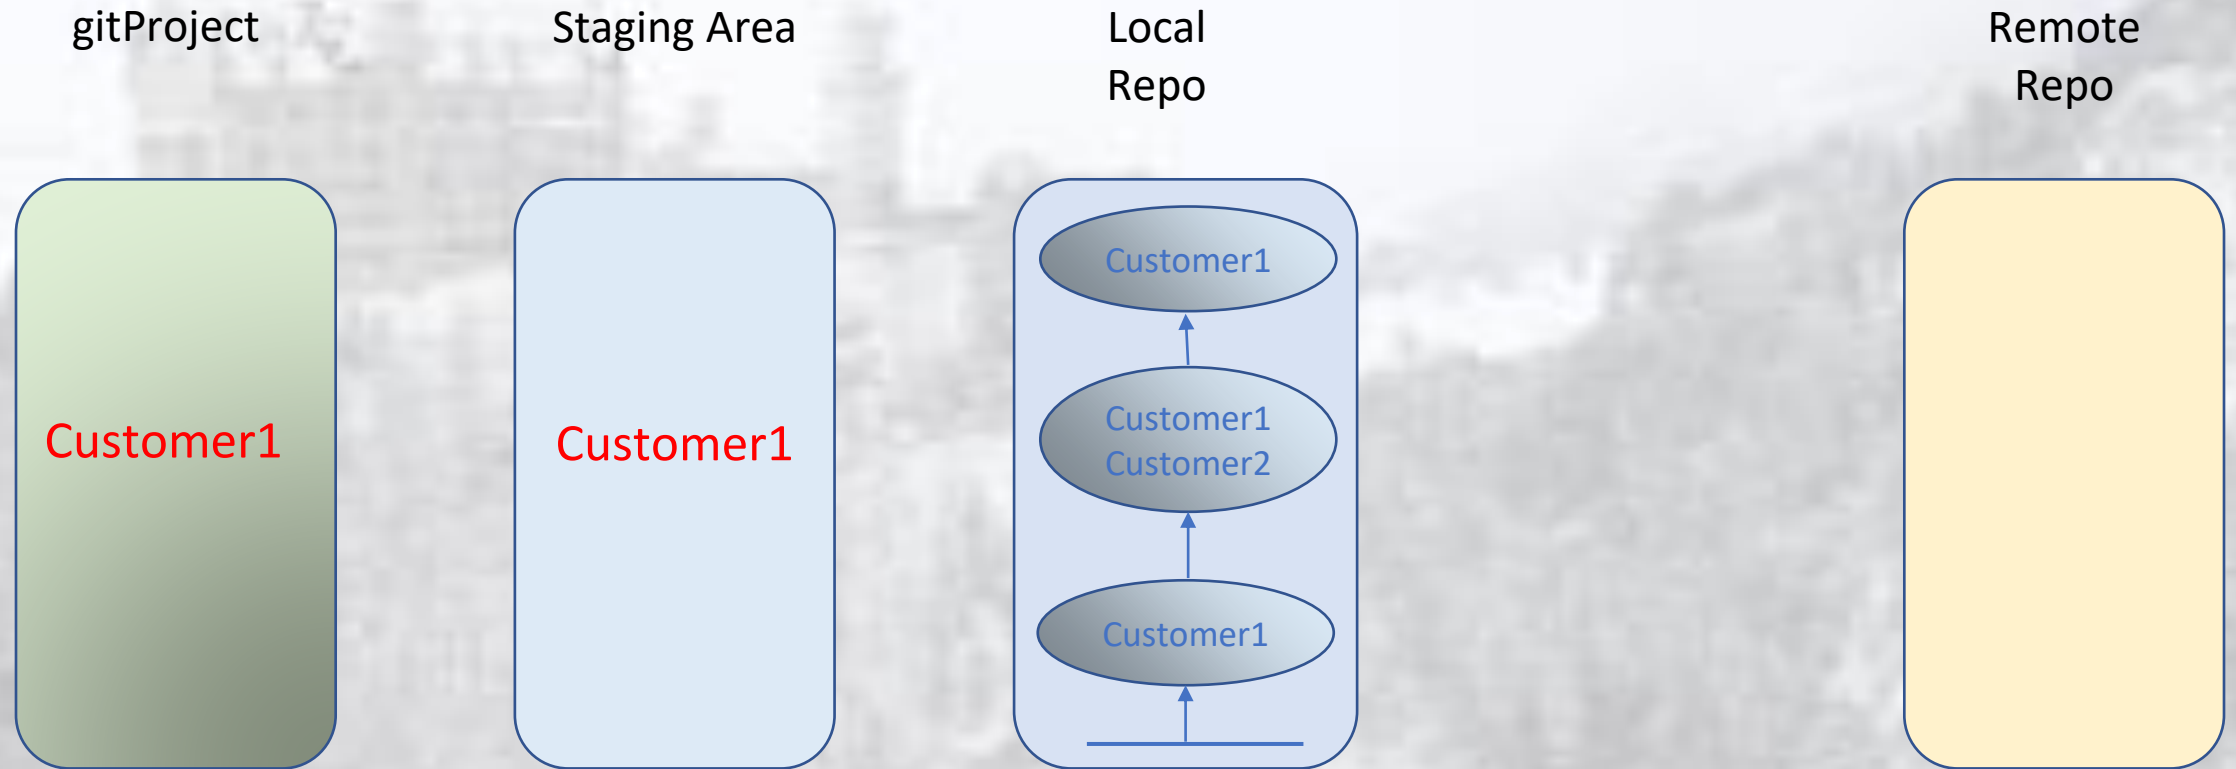 gitProject
Staging Area
Local
Repo
Remote
Repo
Customer1
Customer1
Customer1
Customer1
Customer2
Customer1